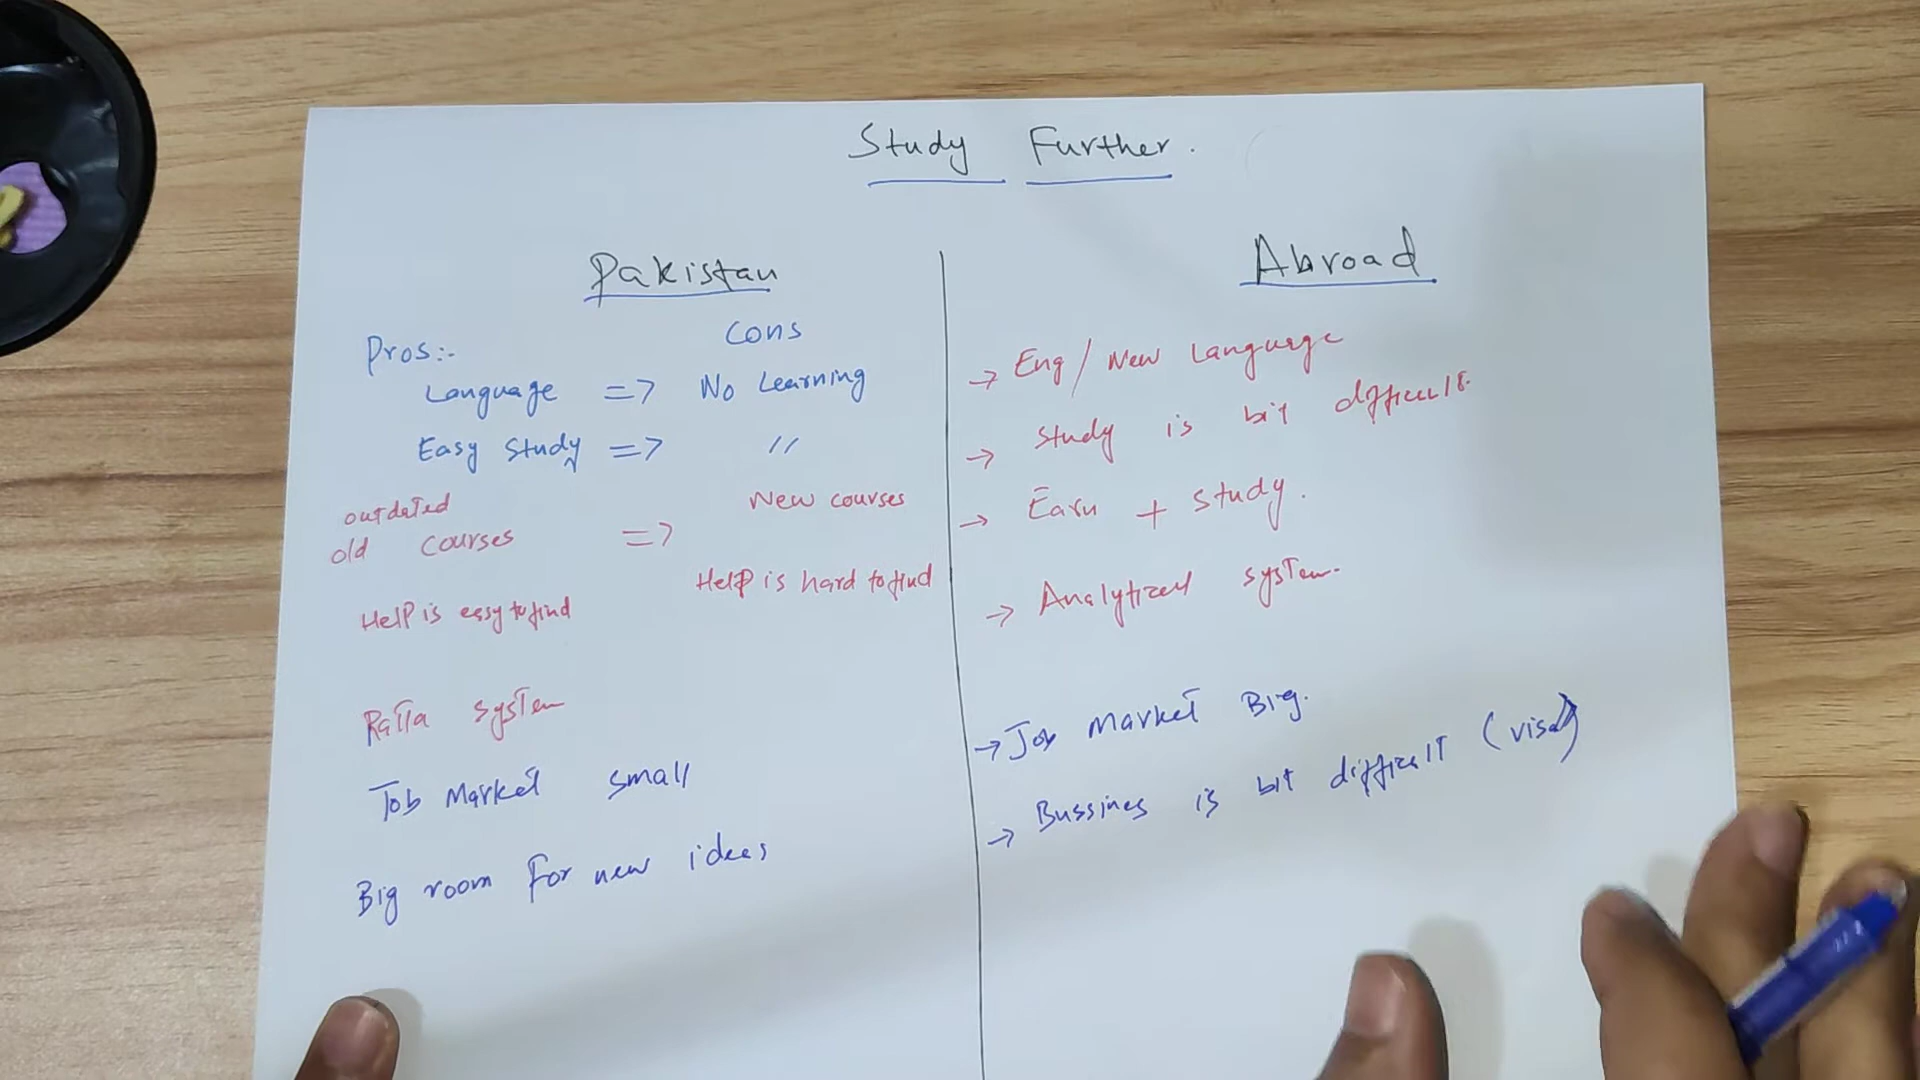 Study Further.
Pakistan
Pros:-
Cons
Language => No Learning
Easy Study => "
outdated
old courses => New courses
Help is easy to find
Help is hard to find
Ratta system
Job Market small
Big room for new ideas
Abroad
→ Eng/ New Language
→ Study is bit difficult.
→ Earn + Study.
→ Analytical system.
→ Job Market Big.
→ Bussines is bit difficult (visa)